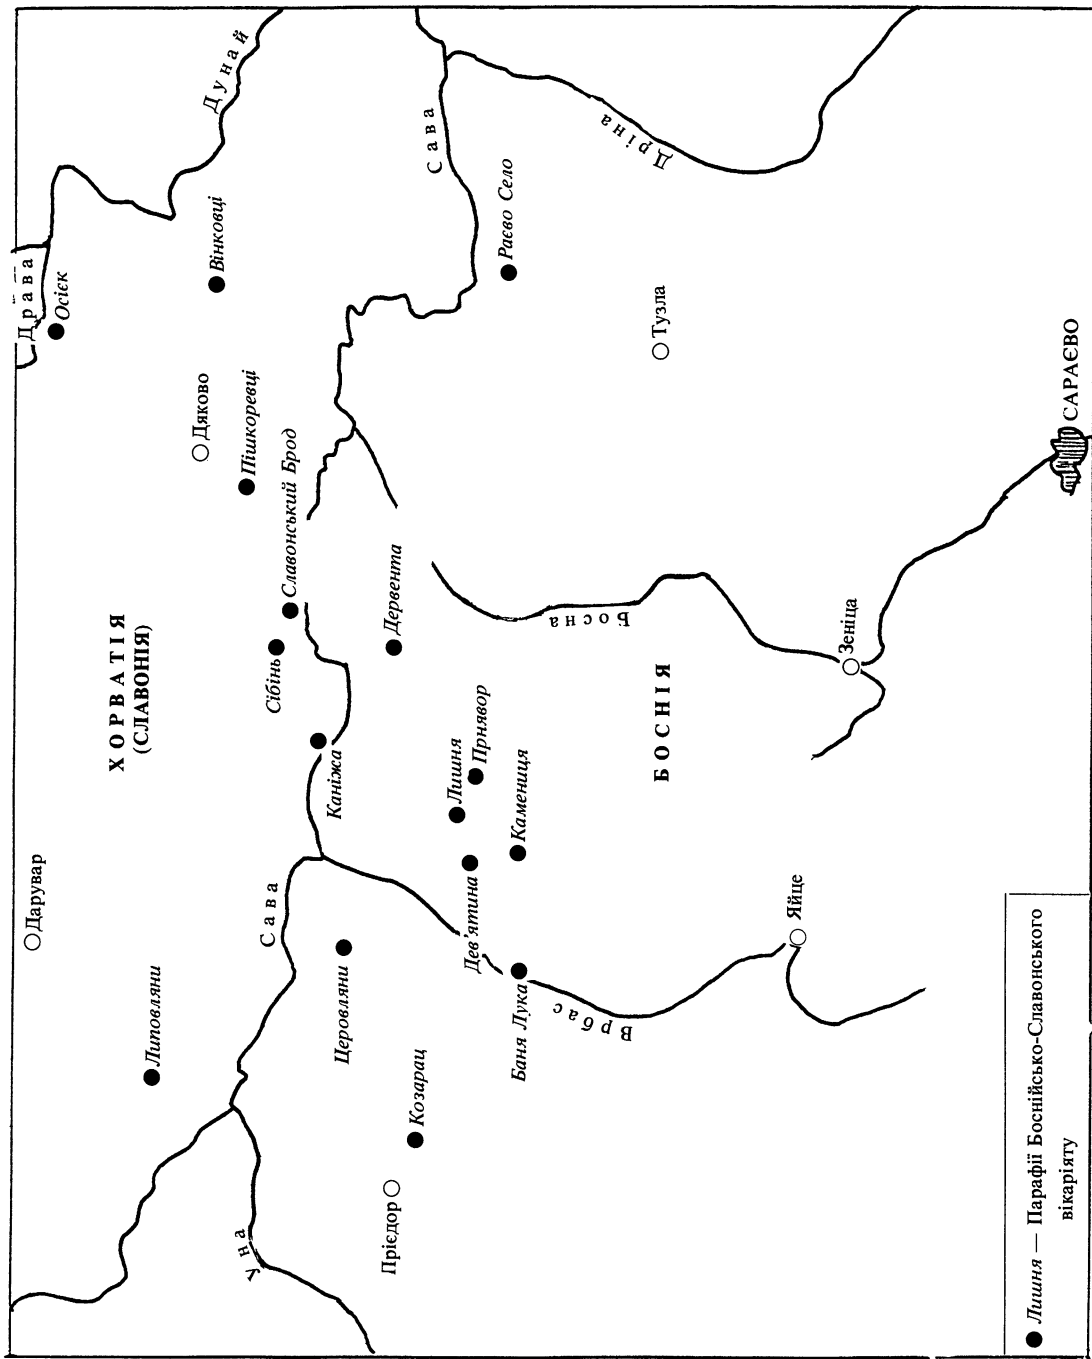 Драва
Осієк
Дунай
Вінковці
Дяково
Пішкоревці
Славонський Брод
Сібінь
ХОРВАТІЯ
(СЛАВОНІЯ)
Каніжа
Дарувар
Липовляни
Сава
Уна
Сава
Раєво Село
Дріна
Тузла
САРАЄВО
Дервента
Босна
Зеніца
БОСНІЯ
Лишня
Прнявор
Камениця
Дев'ятина
Церовляни
Козарац
Прієдор
Баня Лука
Врбас
Яйце
Лишня — Парафії Боснійсько-Славонського
вікаріяту